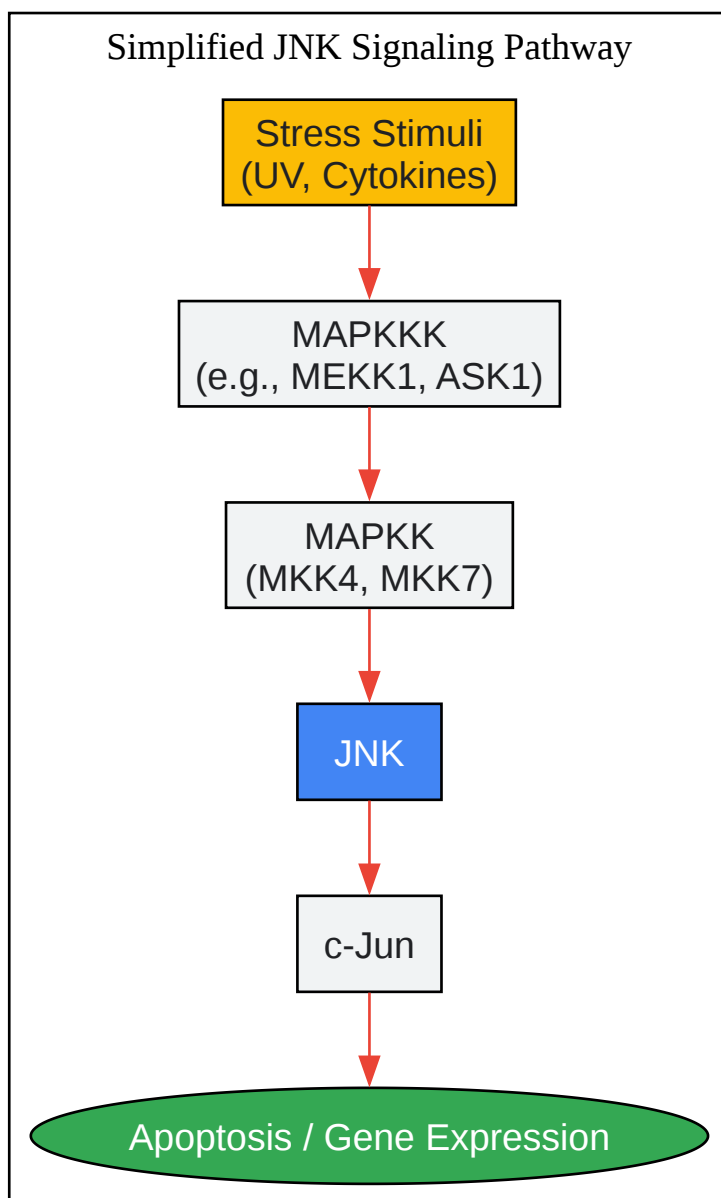 Simplified JNK Signaling Pathway
Stress Stimuli
(UV, Cytokines)
MAPKKK
(e.g., MEKK1, ASK1)
MAPKK
(MKK4, MKK7)
JNK
c-Jun
Apoptosis / Gene Expression